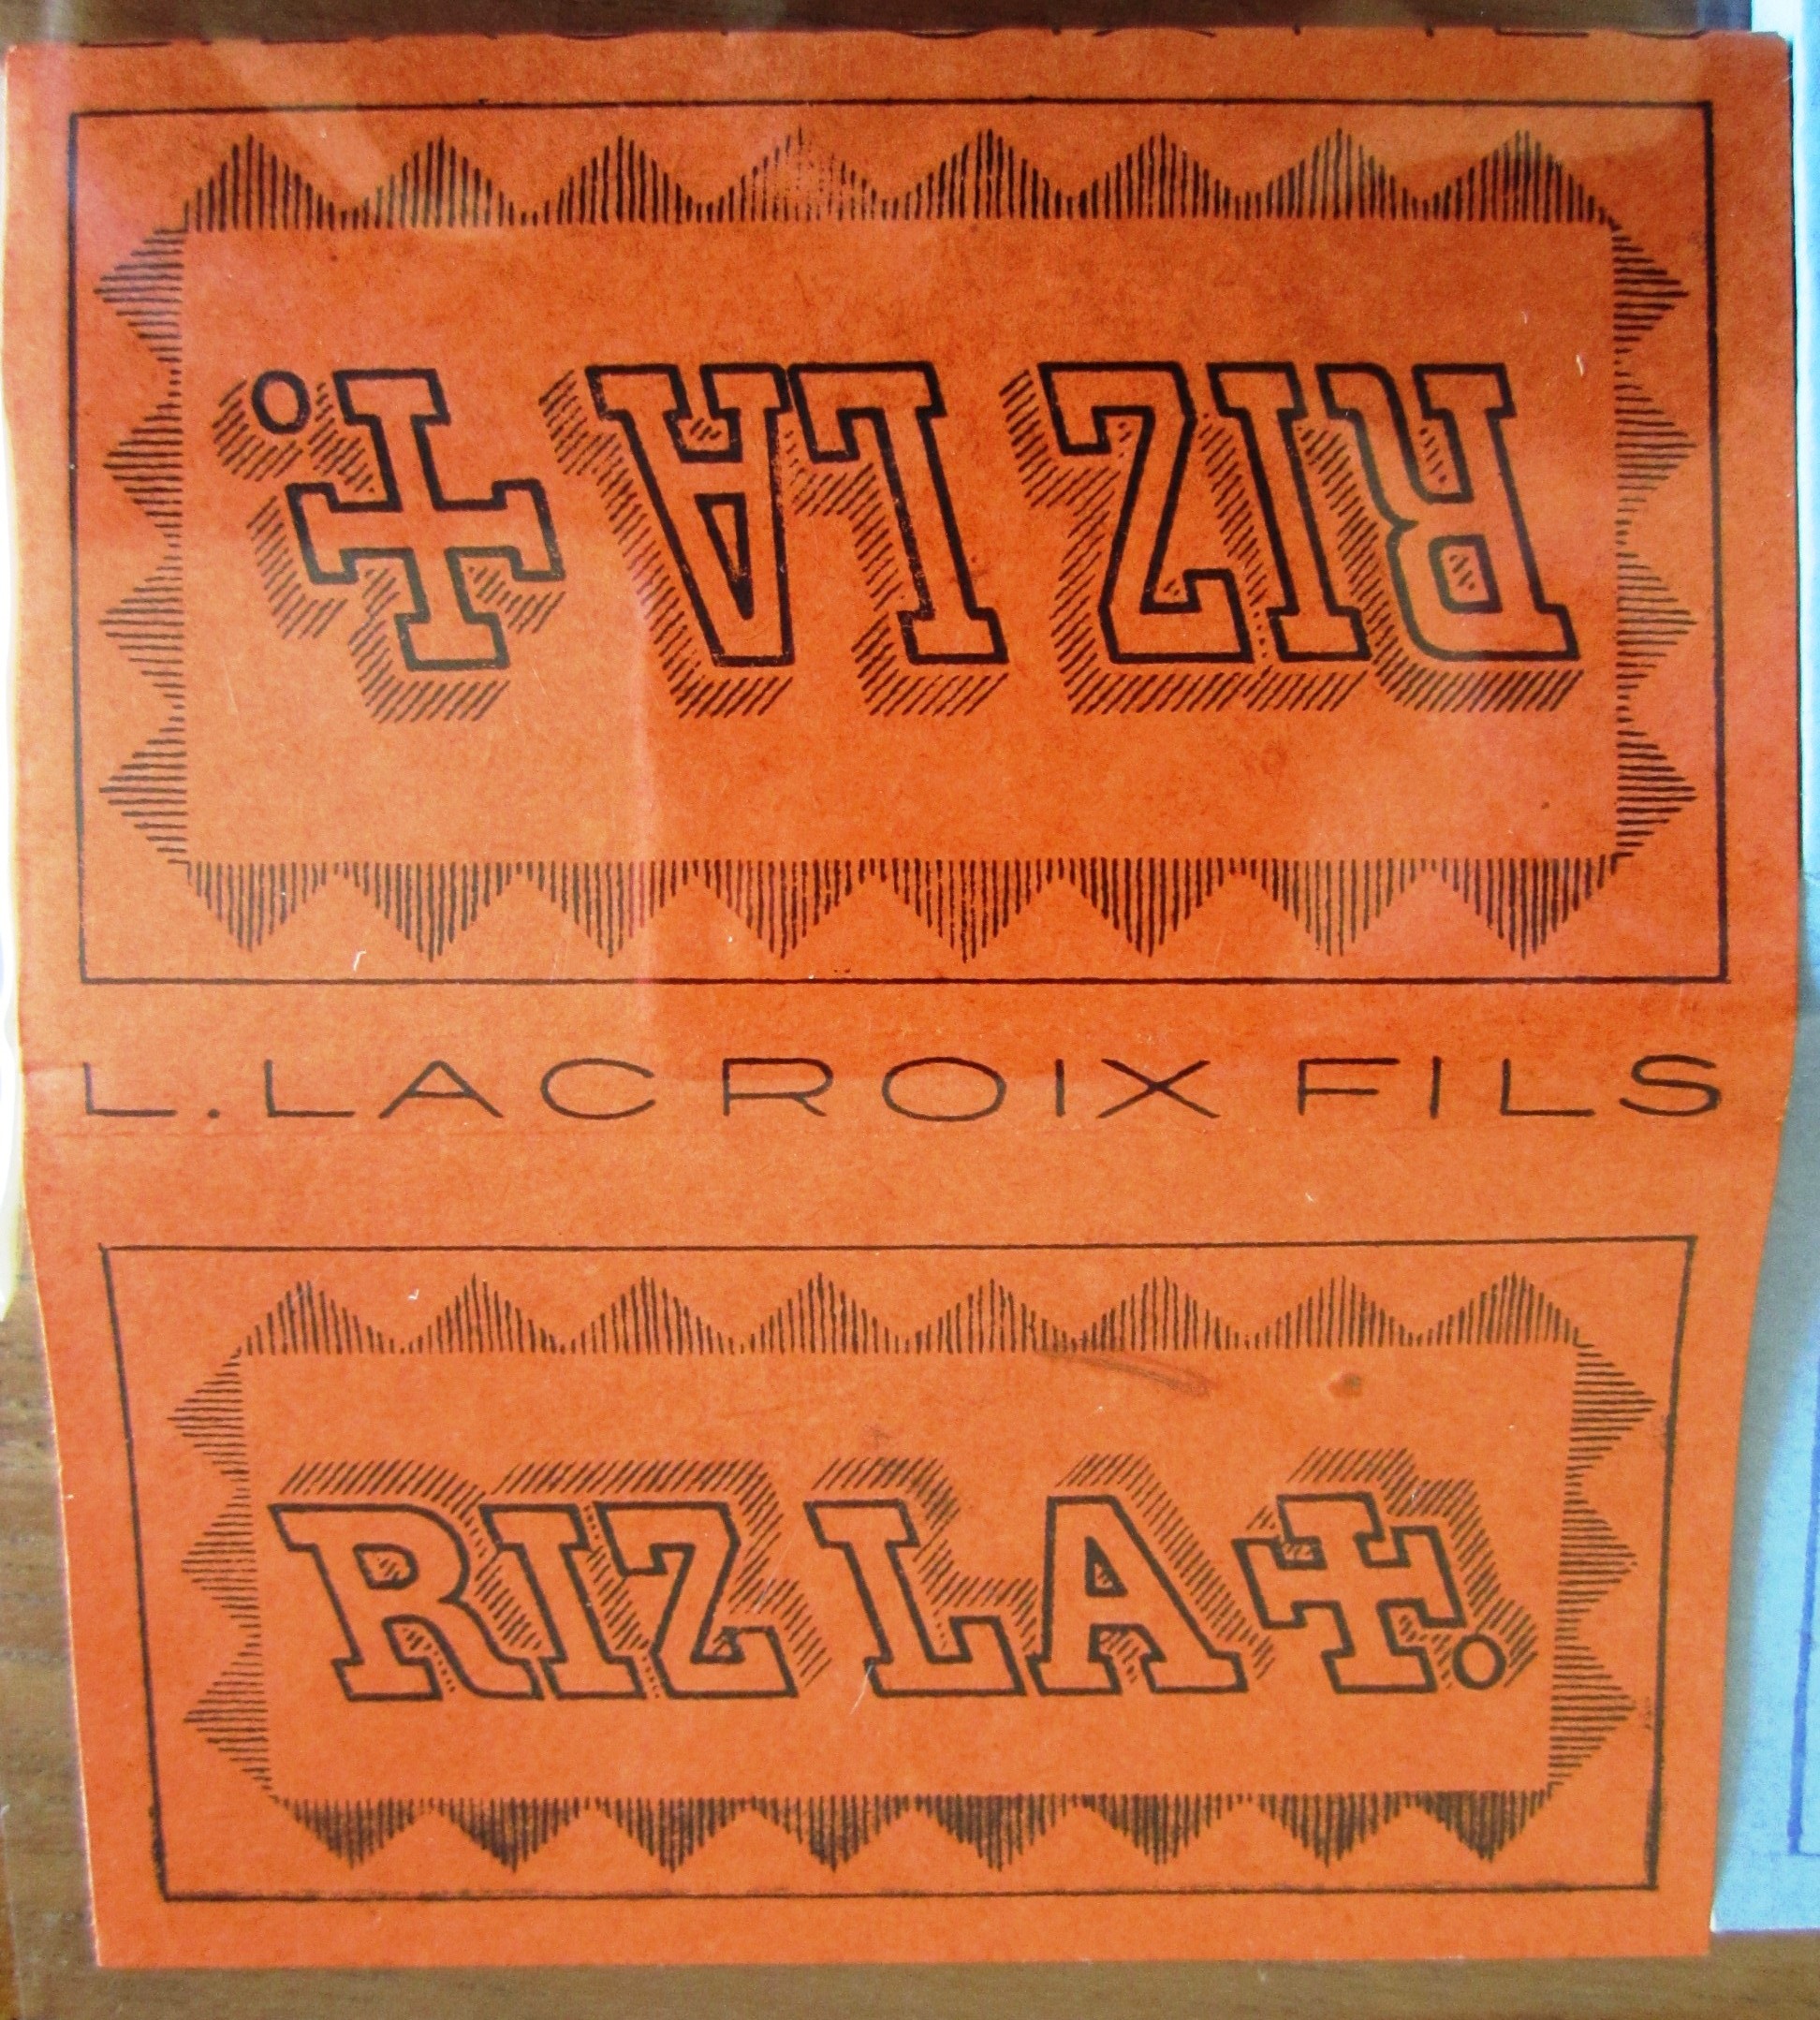 RIZ LA ✚.
L. LACROIX FILS
RIZ LA ✚.